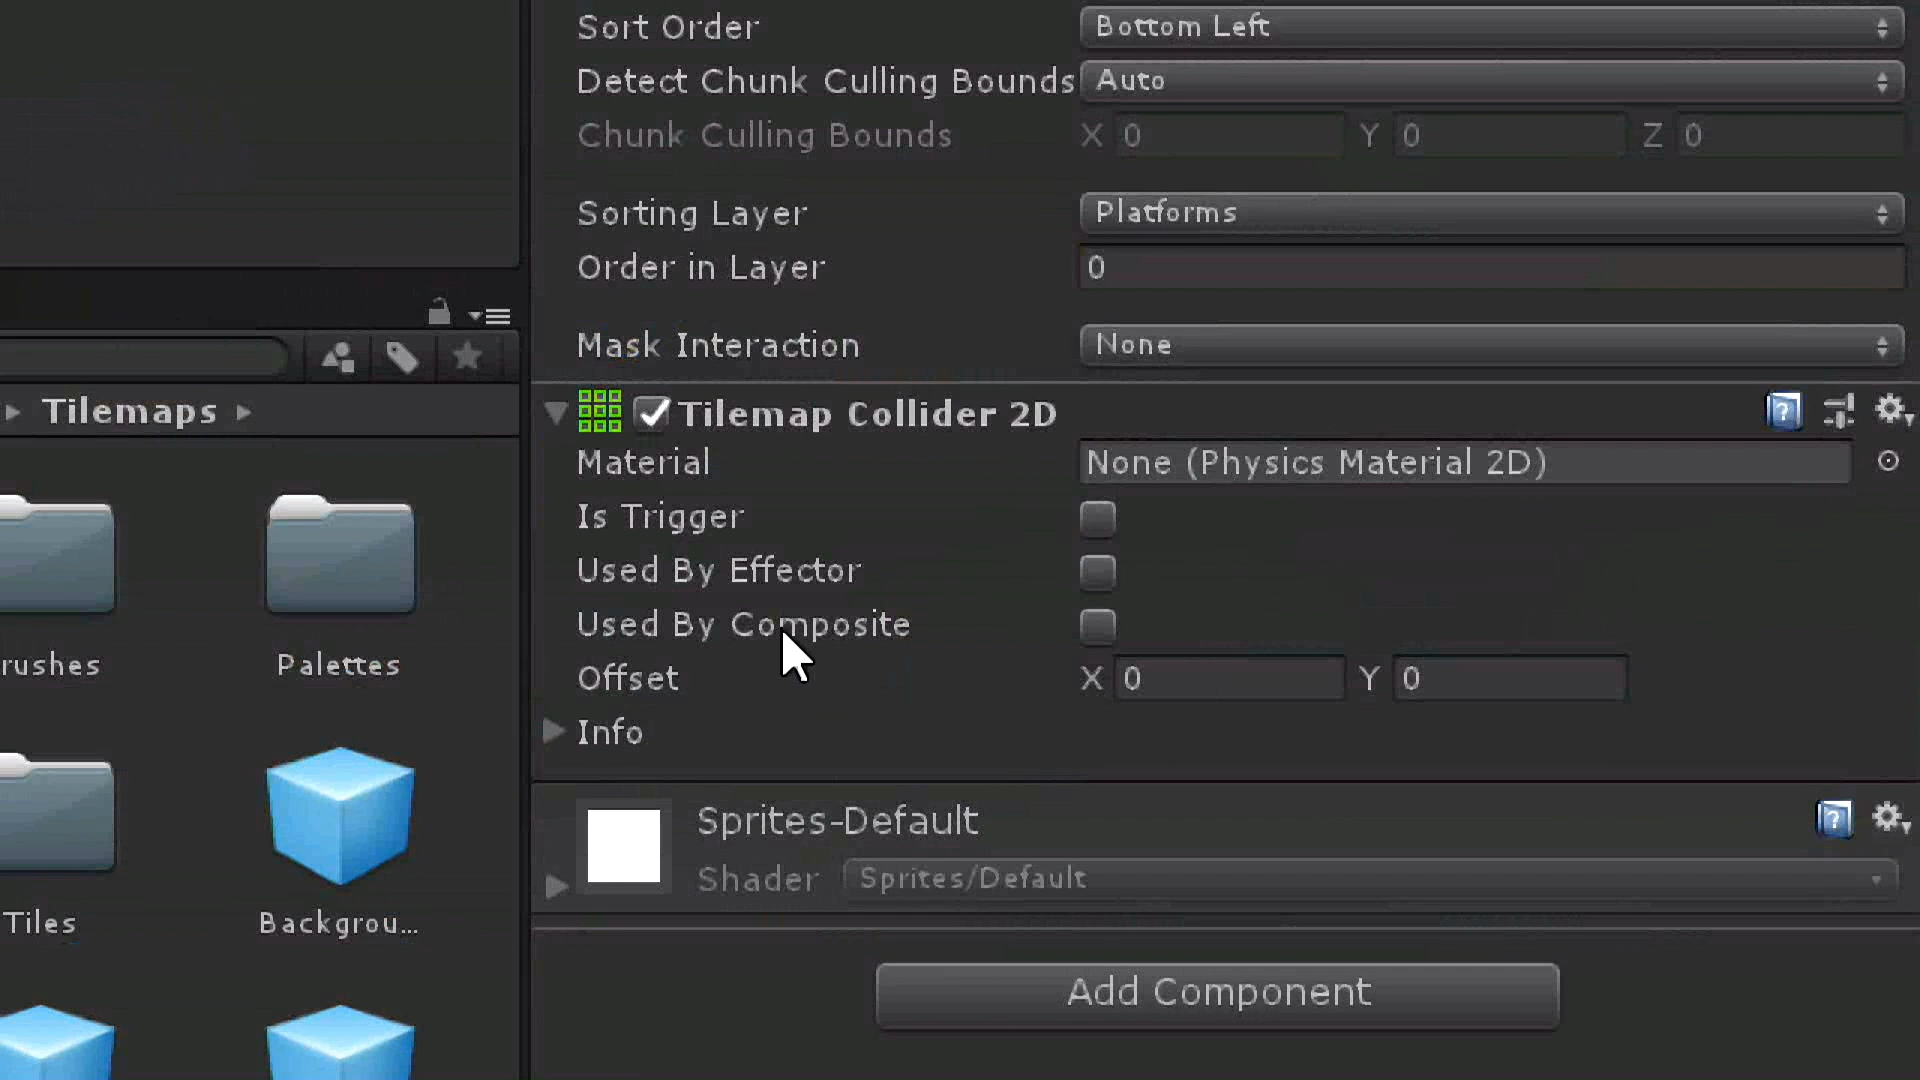 Sort Order Bottom Left
Detect Chunk Culling Bounds Auto
Chunk Culling Bounds X 0 Y 0 Z 0
Sorting Layer Platforms
Order in Layer 0
Mask Interaction None
Tilemaps
Tilemap Collider 2D
Material None (Physics Material 2D)
Is Trigger
Used By Effector
Used By Composite
Offset X 0 Y 0
Info
rushes Palettes
Tiles Backgrou...
Sprites-Default
Shader Sprites/Default
Add Component